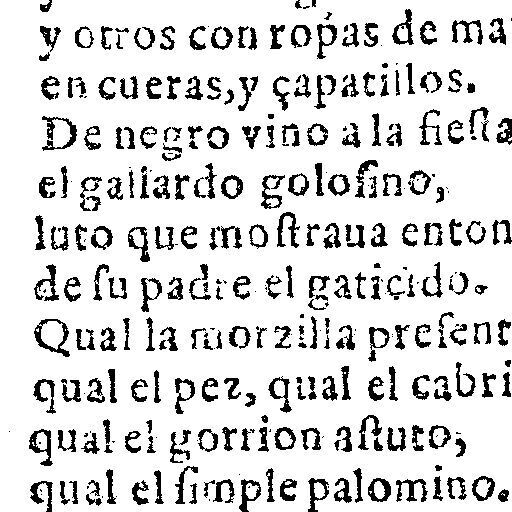 y otros con ropas de ma
en cueras, y çapatillos.
De negro vino a la fiesta
el gallardo golosino,
luto que mostraua enton
de su padre el gaticido.
Qual la morzilla present
qual el pez, qual el cabri
qual el gorrion astuto,
qual el simple palomino.